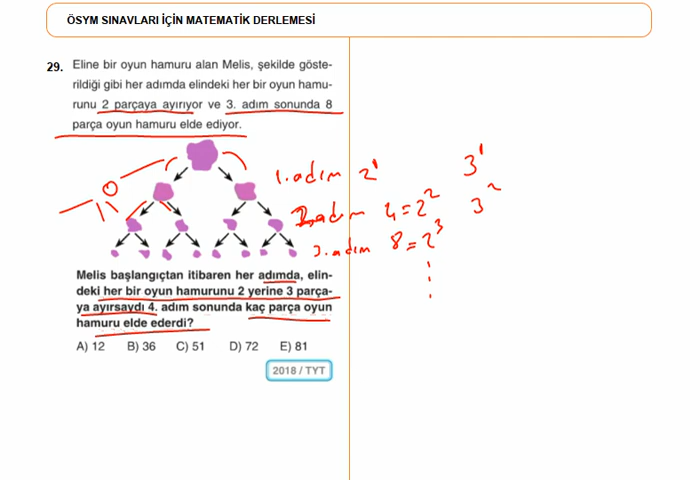 ÖSYM SINAVLARI İÇİN MATEMATİK DERLEMESİ
29. Eline bir oyun hamuru alan Melis, şekilde göste-
rildiği gibi her adımda elindeki her bir oyun hamu-
runu 2 parçaya ayırıyor ve 3. adım sonunda 8
parça oyun hamuru elde ediyor.
1. adım 2¹ 3¹
2. adım 4 = 2² 3²
3. adım 8 = 2³
Melis başlangıçtan itibaren her adımda, elin-
deki her bir oyun hamurunu 2 yerine 3 parça-
ya ayırsaydı 4. adım sonunda kaç parça oyun
hamuru elde ederdi?
A) 12 B) 36 C) 51 D) 72 E) 81
2018 / TYT